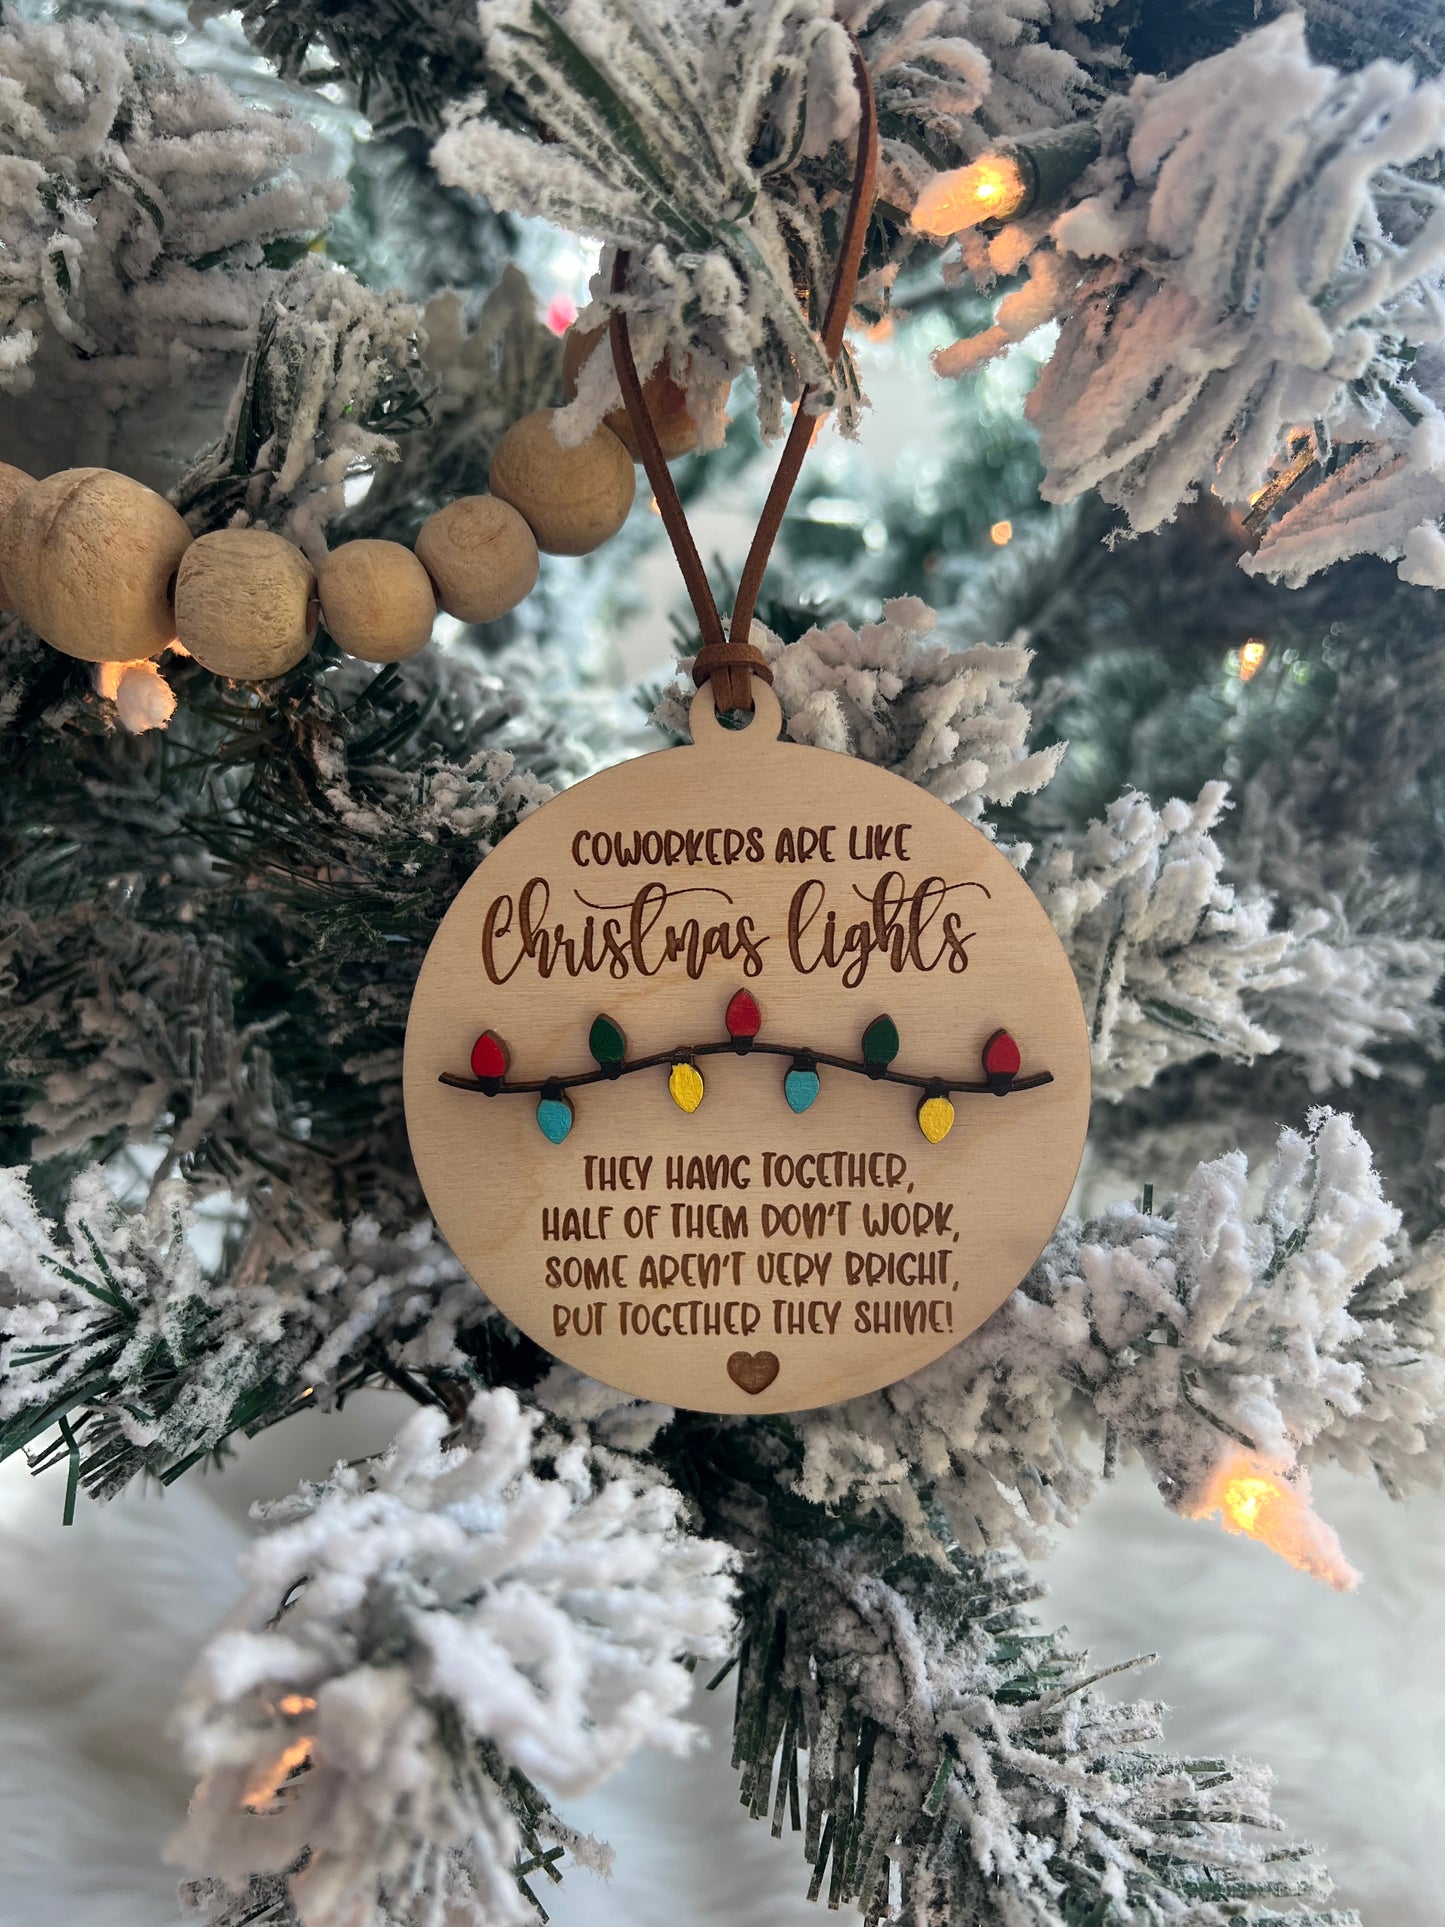 COWORKERS ARE LIKE
Christmas lights
THEY HANG TOGETHER,
HALF OF THEM DON'T WORK,
SOME AREN'T VERY BRIGHT,
BUT TOGETHER THEY SHINE!